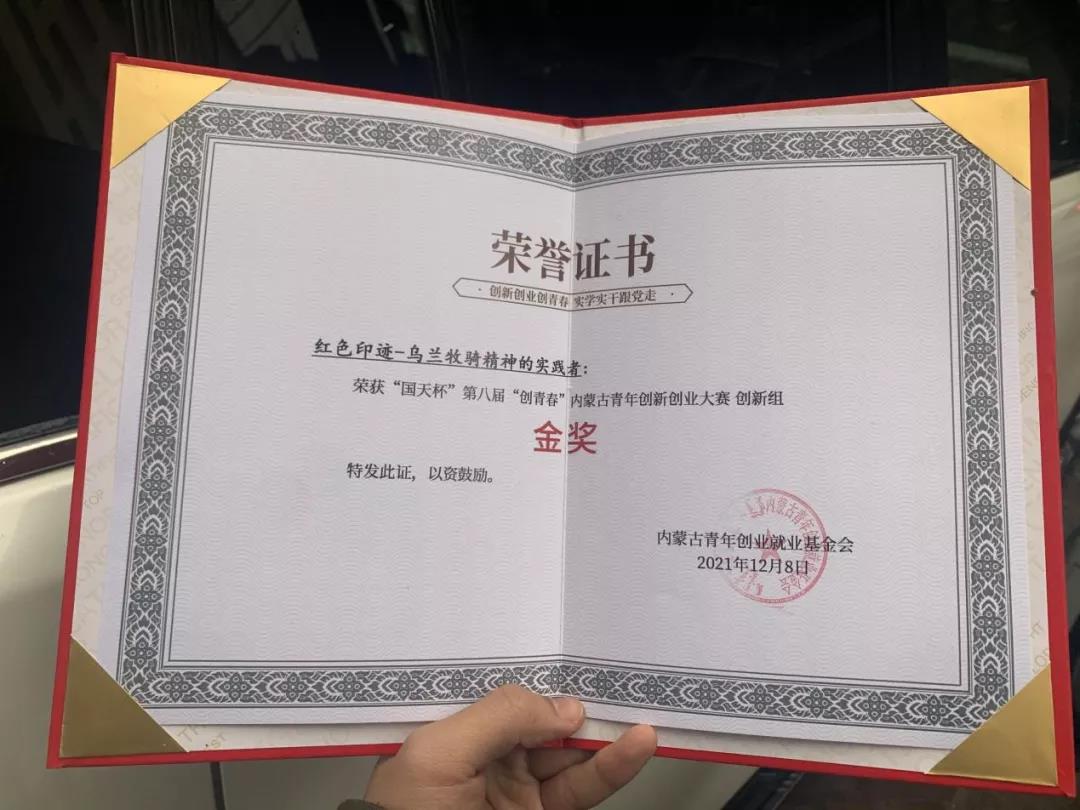 荣誉证书
· 创新创业创青春 实学实干跟党走 ·
红色印迹-乌兰牧骑精神的实践者：
荣获“国天杯”第八届“创青春”内蒙古青年创新创业大赛 创新组
金奖
特发此证，以资鼓励。
内蒙古青年创业就业基金会
2021年12月8日